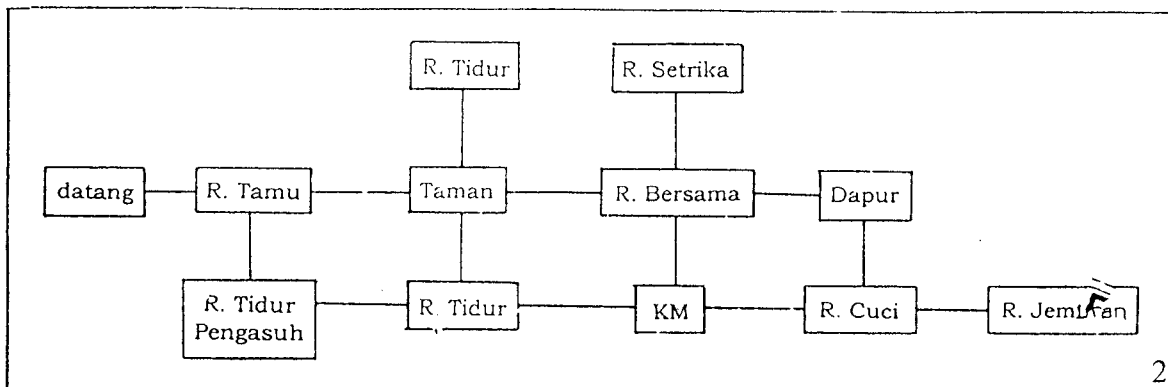 R. Tidur
R. Setrika
datang
R. Tamu
Taman
R. Bersama
Dapur
R. Tidur
Pengasuh
R. Tidur
KM
R. Cuci
R. Jemuran
2